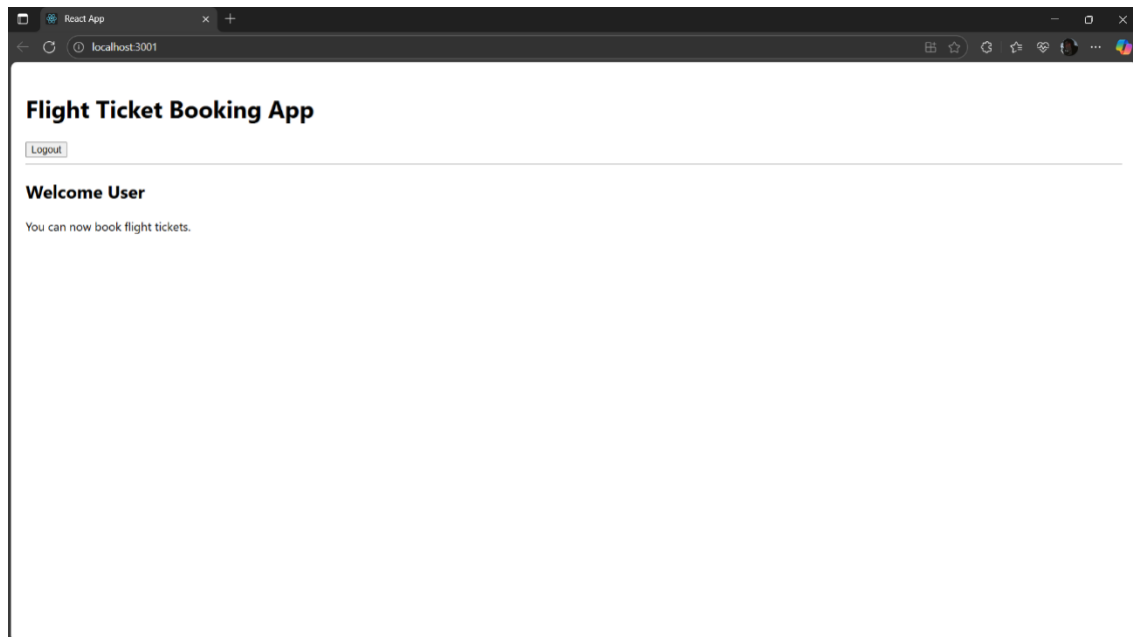 React App
localhost:3001
Flight Ticket Booking App
Logout
Welcome User
You can now book flight tickets.